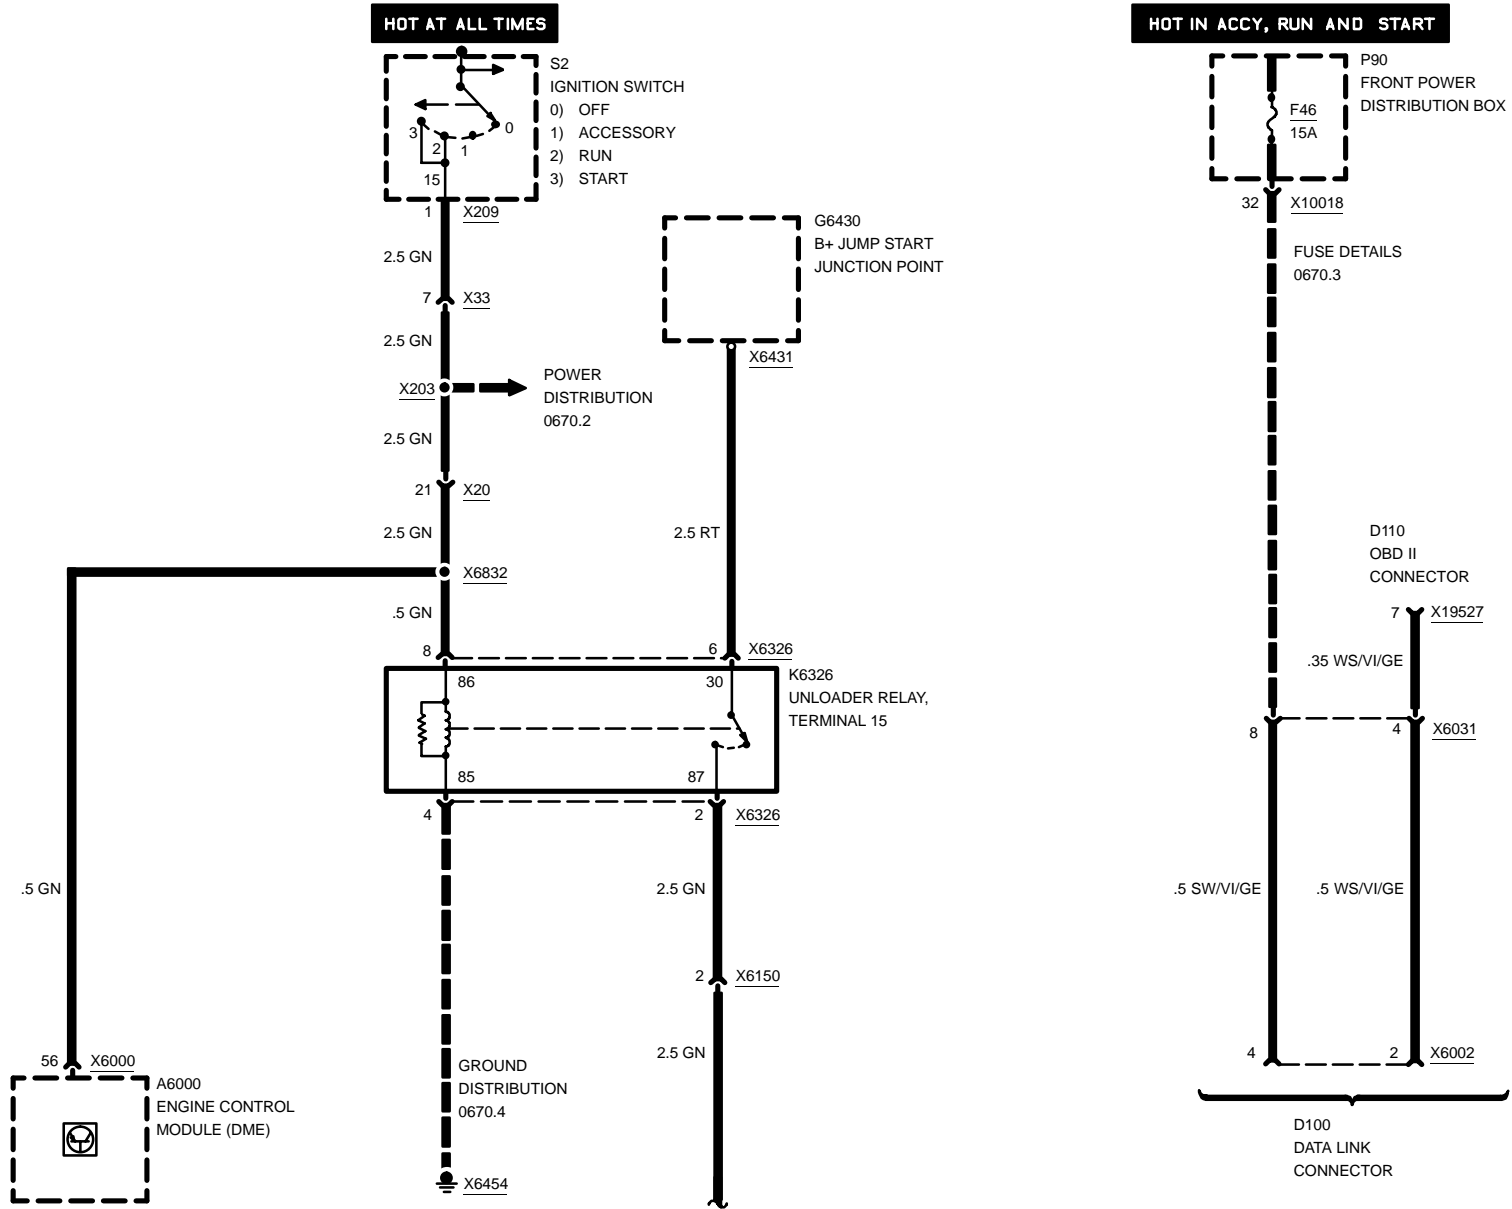 HOT AT ALL TIMES
HOT IN ACCY, RUN AND START
S2
IGNITION SWITCH
0) OFF
1) ACCESSORY
2) RUN
3) START
3
2
1
0
15
1 X209
2.5 GN
7 X33
2.5 GN
X203
POWER
DISTRIBUTION
0670.2
2.5 GN
21 X20
2.5 GN
X6832
.5 GN
G6430
B+ JUMP START
JUNCTION POINT
X6431
2.5 RT
8
6 X6326
86
30
K6326
UNLOADER RELAY,
TERMINAL 15
85
87
4
2 X6326
.5 GN
2.5 GN
2 X6150
2.5 GN
56 X6000
A6000
ENGINE CONTROL
MODULE (DME)
GROUND
DISTRIBUTION
0670.4
X6454
P90
FRONT POWER
DISTRIBUTION BOX
F46
15A
32 X10018
FUSE DETAILS
0670.3
D110
OBD II
CONNECTOR
7 X19527
.35 WS/VI/GE
8
4 X6031
.5 SW/VI/GE
.5 WS/VI/GE
4
2 X6002
D100
DATA LINK
CONNECTOR